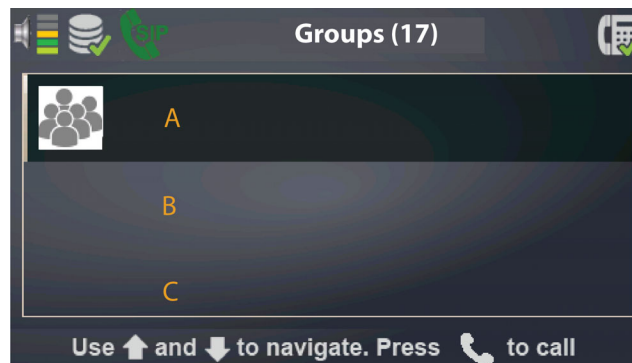 SIP Groups (17)
A
B
C
Use and to navigate. Press to call